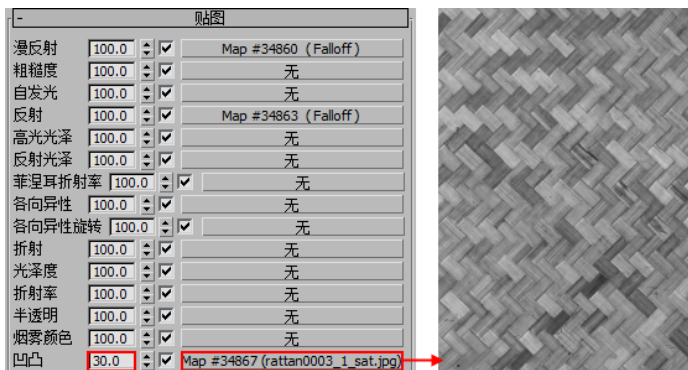 - 贴图
漫反射 100.0 Map #34860 (Falloff)
粗糙度 100.0 无
自发光 100.0 无
反射 100.0 Map #34863 (Falloff)
高光光泽 100.0 无
反射光泽 100.0 无
菲涅耳折射率 100.0 无
各向异性 100.0 无
各向异性旋转 100.0 无
折射 100.0 无
光泽度 100.0 无
折射率 100.0 无
半透明 100.0 无
烟雾颜色 100.0 无
凹凸 30.0 Map #34867 (rattan0003_1_sat.jpg)